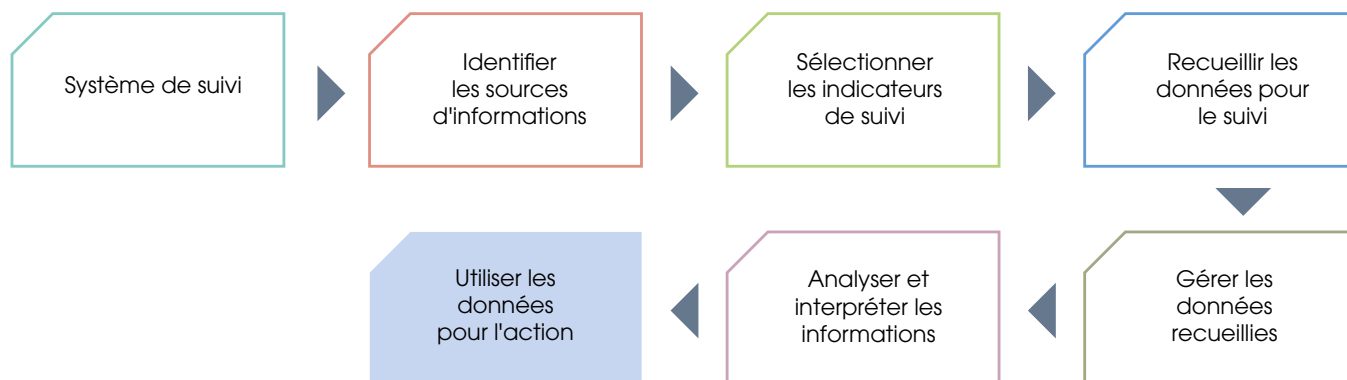 Système de suivi
Identifier
les sources
d'informations
Sélectionner
les indicateurs
de suivi
Recueillir les
données pour
le suivi
Gérer les
données
recueillies
Analyser et
interpréter les
informations
Utiliser les
données
pour l'action